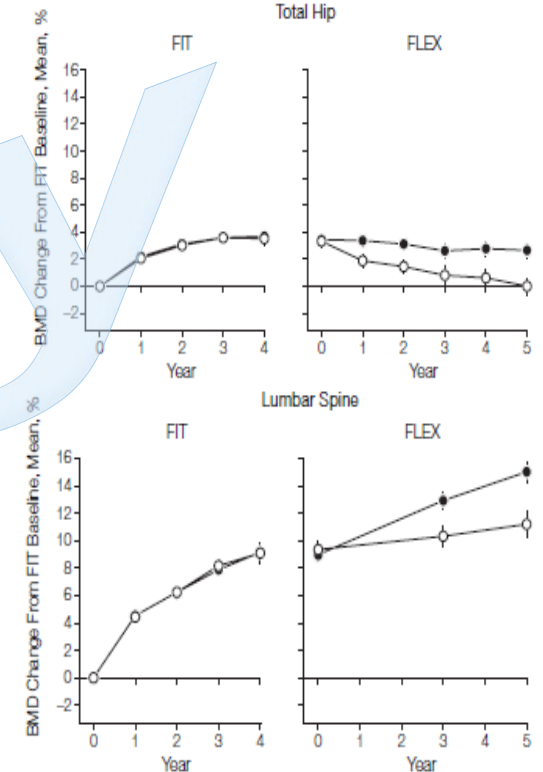 Total Hip
FIT
FLEX
BMD Change From FIT Baseline, Mean, %
16
14
12
10
8
6
4
2
0
–2
0 1 2 3 4
Year
0 1 2 3 4 5
Year
Lumbar Spine
FIT
FLEX
BMD Change From FIT Baseline, Mean, %
16
14
12
10
8
6
4
2
0
–2
0 1 2 3 4
Year
0 1 2 3 4 5
Year